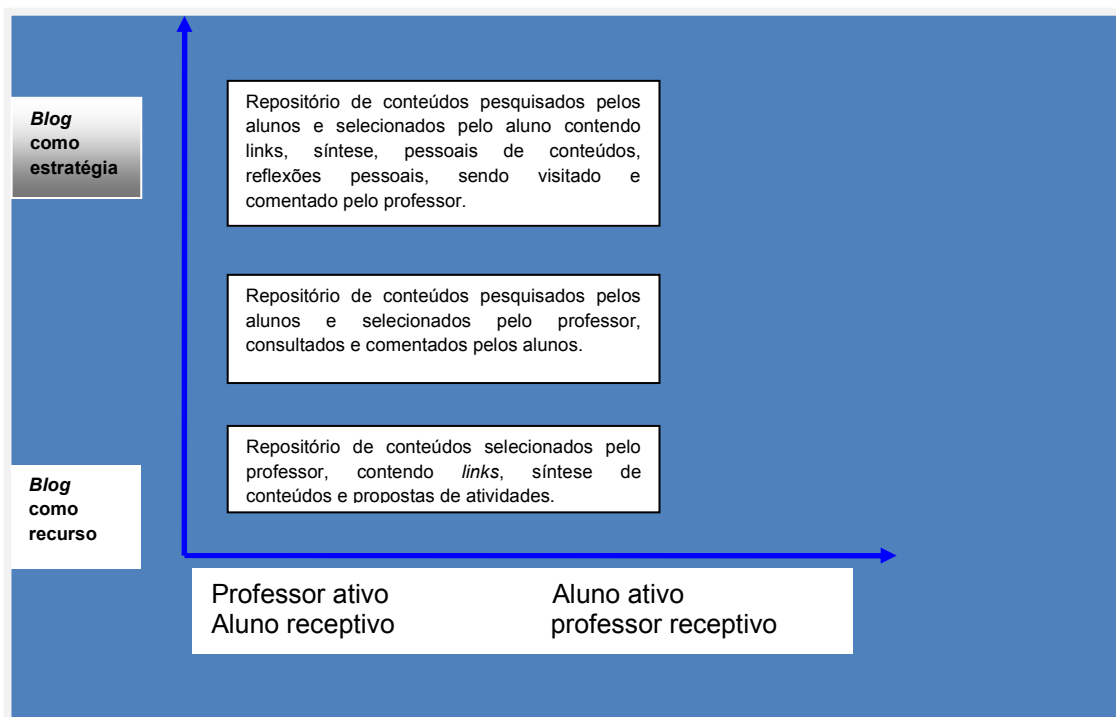 Blog
como
estratégia
Repositório de conteúdos pesquisados pelos
alunos e selecionados pelo aluno contendo
links, síntese, pessoais de conteúdos,
reflexões pessoais, sendo visitado e
comentado pelo professor.
Repositório de conteúdos pesquisados pelos
alunos e selecionados pelo professor,
consultados e comentados pelos alunos.
Repositório de conteúdos selecionados pelo
professor, contendo links, síntese de
conteúdos e propostas de atividades.
Blog
como
recurso
Professor ativo
Aluno receptivo
Aluno ativo
professor receptivo